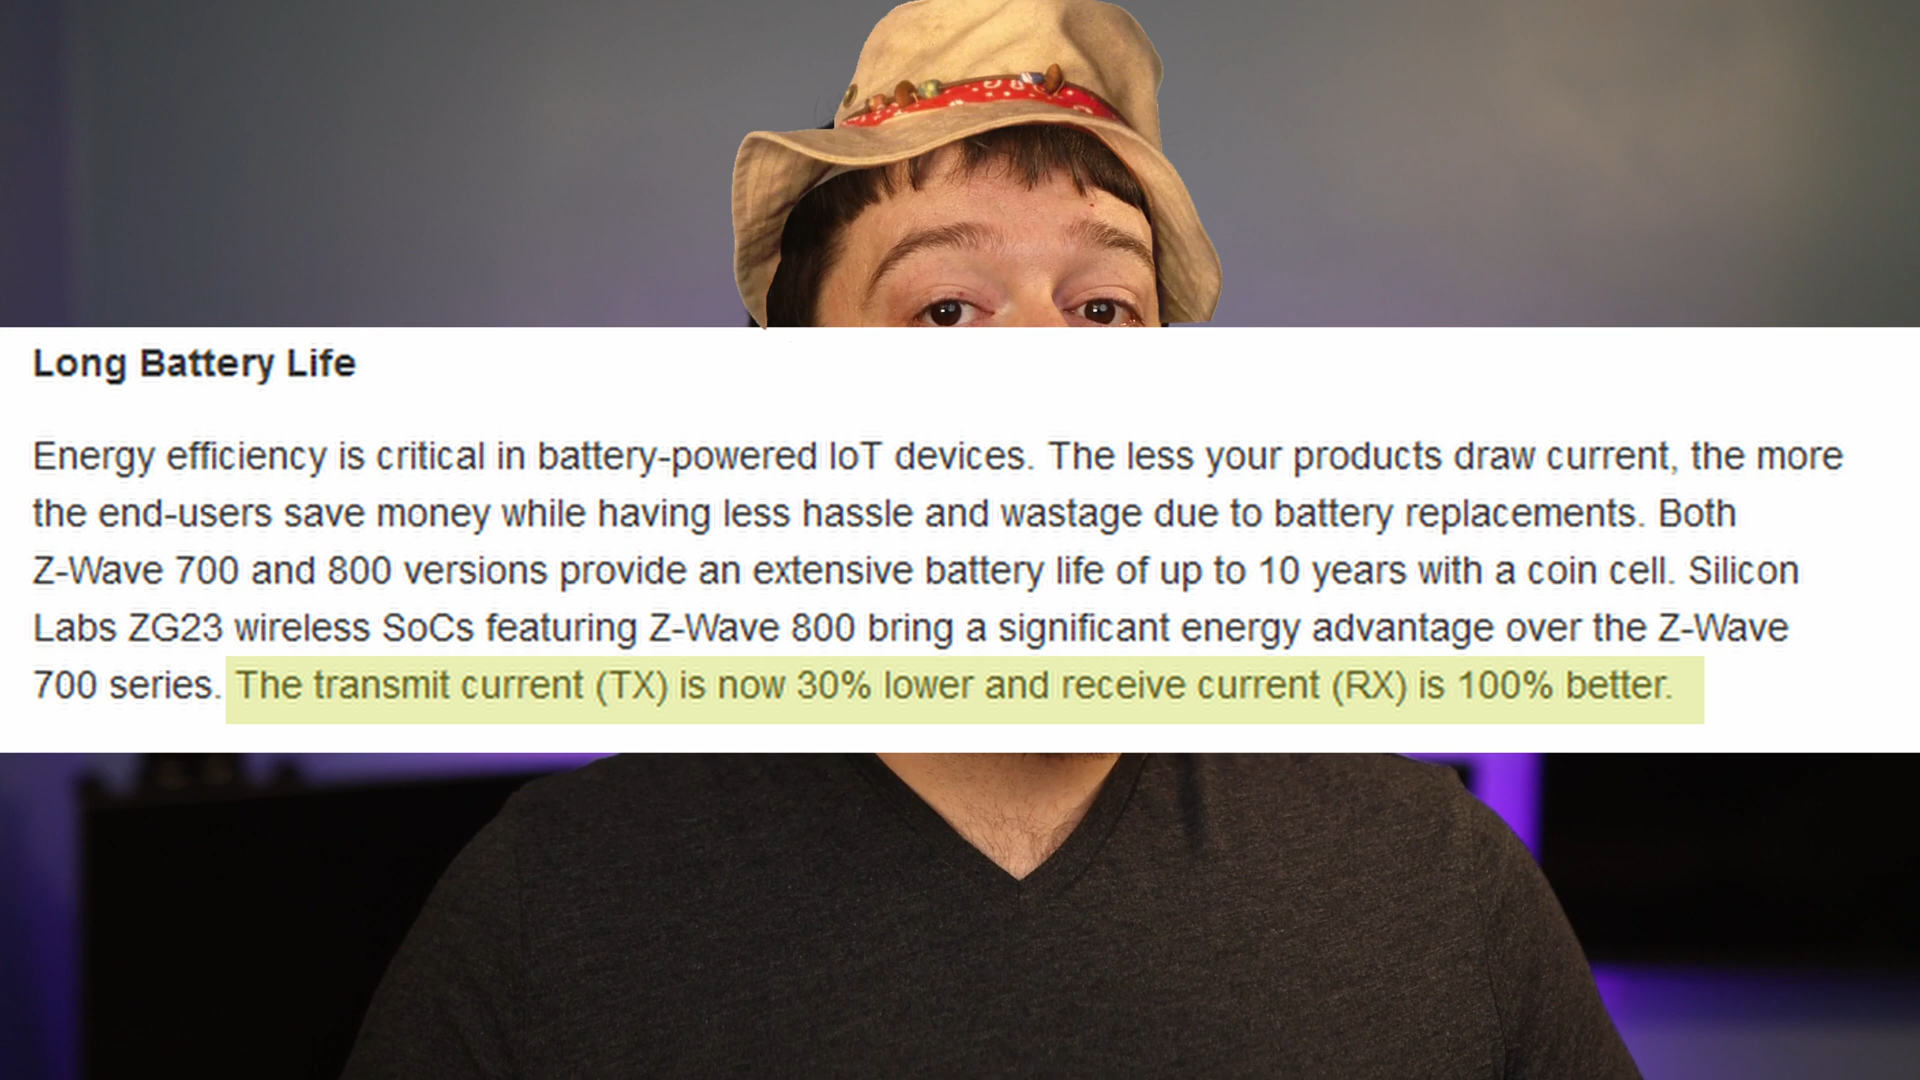 Long Battery Life
Energy efficiency is critical in battery-powered IoT devices. The less your products draw current, the more
the end-users save money while having less hassle and wastage due to battery replacements. Both
Z-Wave 700 and 800 versions provide an extensive battery life of up to 10 years with a coin cell. Silicon
Labs ZG23 wireless SoCs featuring Z-Wave 800 bring a significant energy advantage over the Z-Wave
700 series. The transmit current (TX) is now 30% lower and receive current (RX) is 100% better.